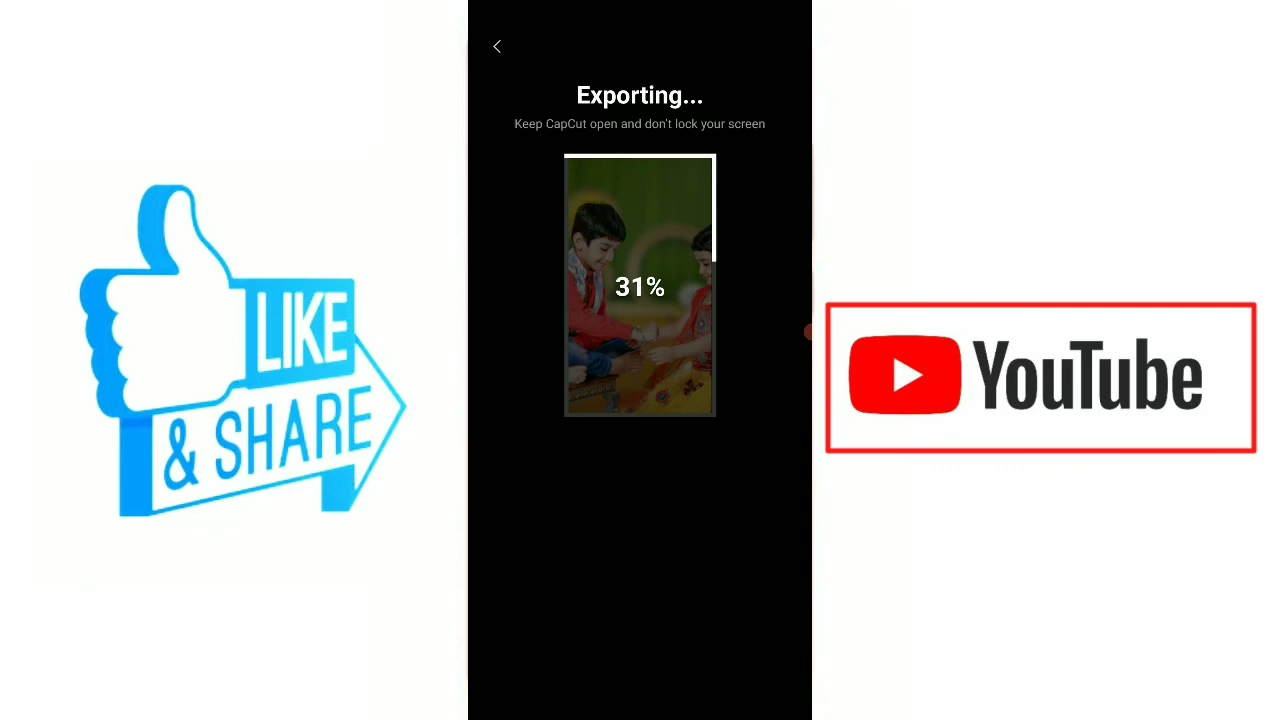 LIKE
& SHARE
Exporting...
Keep CapCut open and don't lock your screen
31%
YouTube